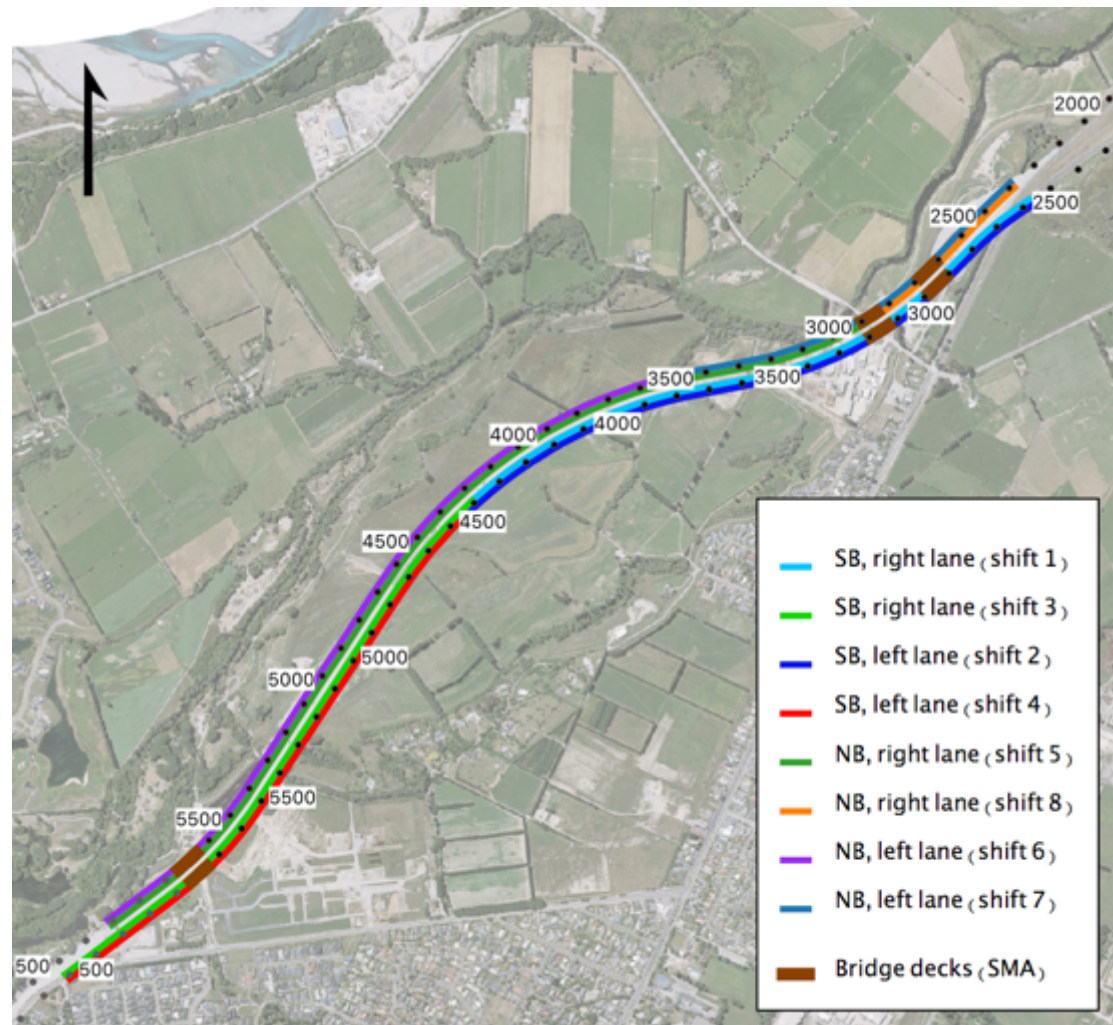 2000
2500
2500
3000
3000
3500
3500
4000
4000
4500
4500
5000
5000
5500
5500
500
500
SB, right lane (shift 1)
SB, right lane (shift 3)
SB, left lane (shift 2)
SB, left lane (shift 4)
NB, right lane (shift 5)
NB, right lane (shift 8)
NB, left lane (shift 6)
NB, left lane (shift 7)
Bridge decks (SMA)